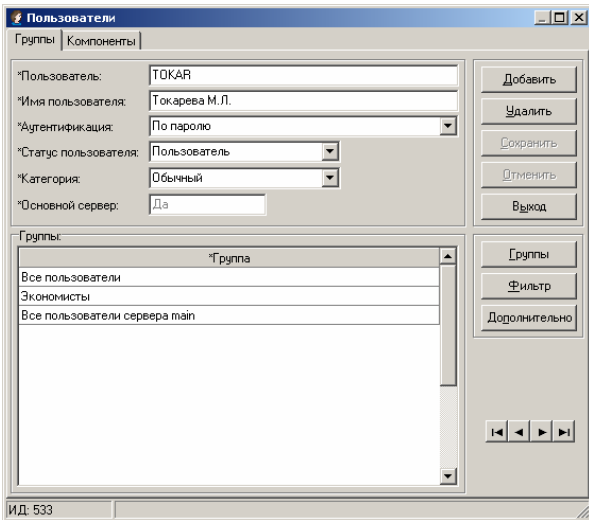 Пользователи
Группы Компоненты
*Пользователь: TOKAR
*Имя пользователя: Токарева М.Л.
*Аутентификация: По паролю
*Статус пользователя: Пользователь
*Категория: Обычный
*Основной сервер: Да
Добавить
Удалить
Сохранить
Отменить
Выход
Группы:
*Группа
Все пользователи
Экономисты
Все пользователи сервера main
Группы
Фильтр
Дополнительно
ИД: 533